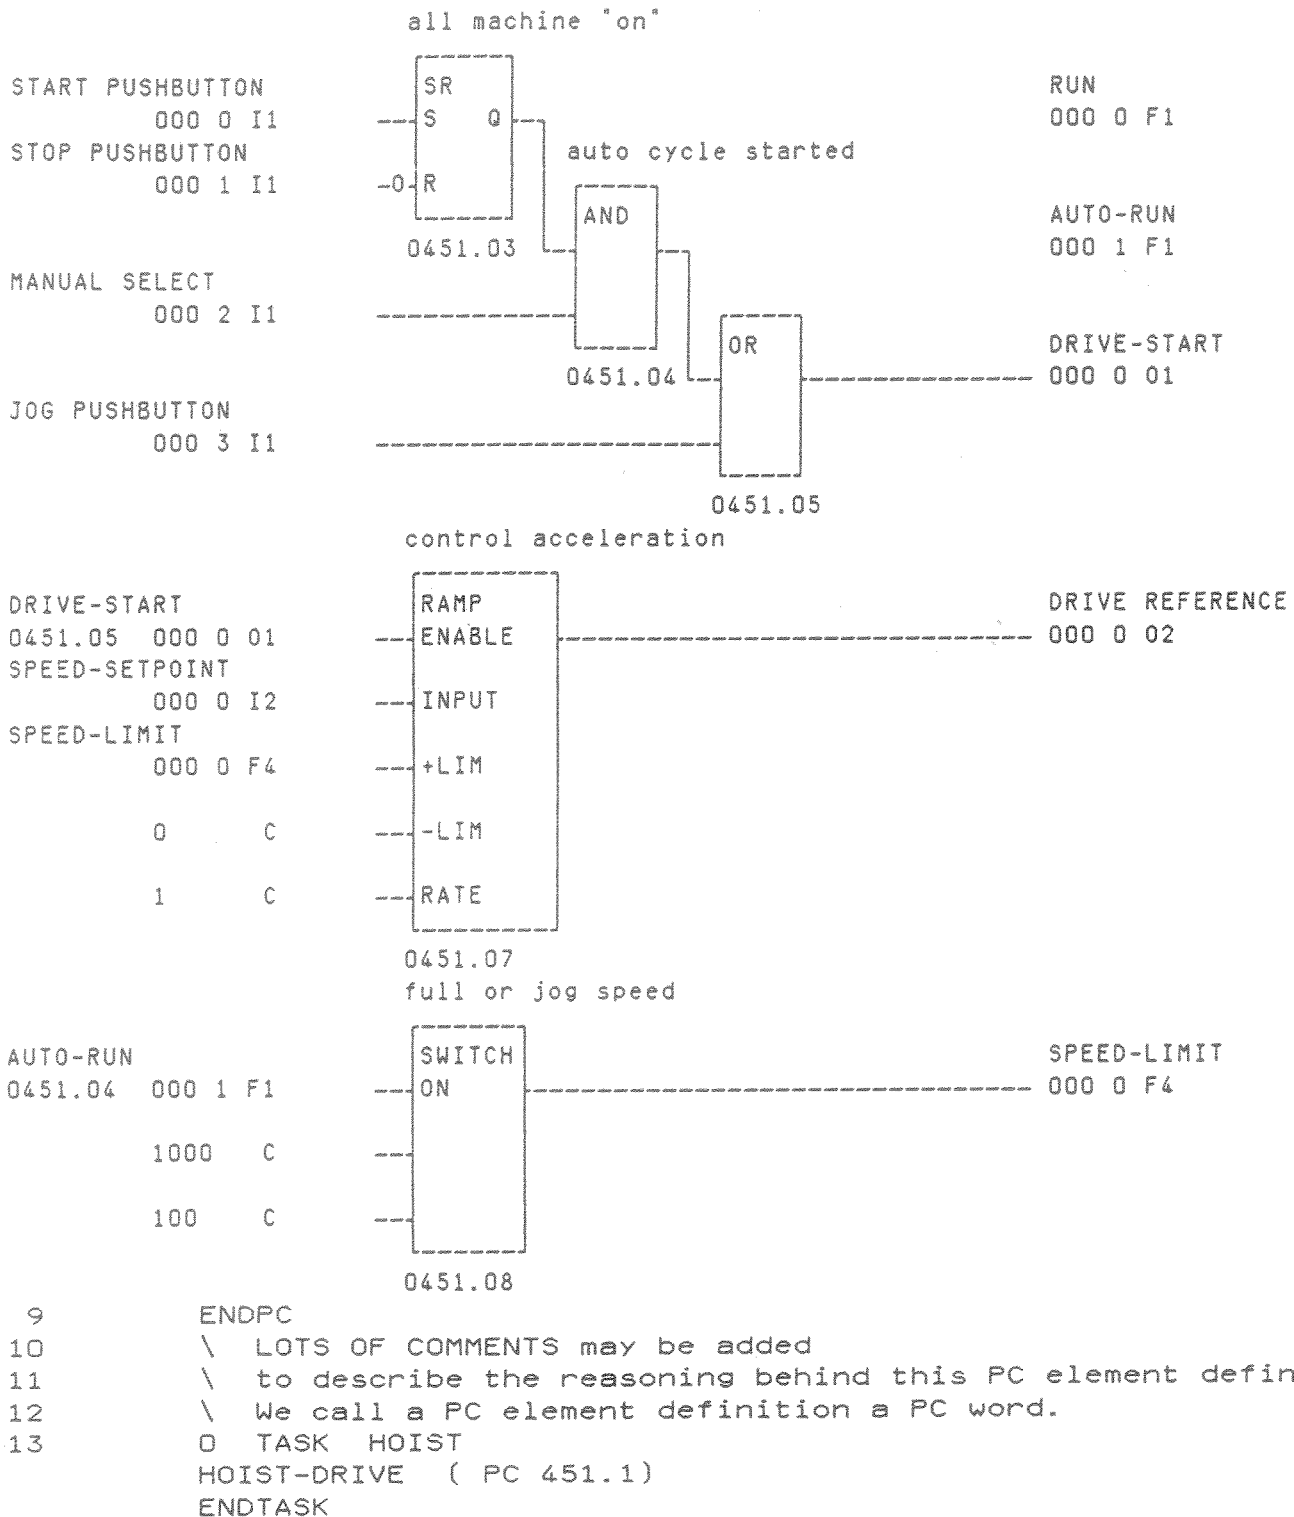 all machine "on"
START PUSHBUTTON SR RUN
000 0 I1 S Q 000 0 F1
STOP PUSHBUTTON auto cycle started
000 1 I1 -0- R
AND AUTO-RUN
0451.03 000 1 F1
MANUAL SELECT
000 2 I1
OR DRIVE-START
0451.04 000 0 O1
JOG PUSHBUTTON
000 3 I1
0451.05
control acceleration
DRIVE-START RAMP DRIVE REFERENCE
0451.05 000 0 O1 ENABLE 000 0 O2
SPEED-SETPOINT
000 0 I2 INPUT
SPEED-LIMIT
000 0 F4 +LIM
0 C -LIM
1 C RATE
0451.07
full or jog speed
AUTO-RUN SWITCH SPEED-LIMIT
0451.04 000 1 F1 ON 000 0 F4
1000 C
100 C
0451.08
9 ENDPC
10 \ LOTS OF COMMENTS may be added
11 \ to describe the reasoning behind this PC element defin
12 \ We call a PC element definition a PC word.
13 0 TASK HOIST
HOIST-DRIVE ( PC 451.1)
ENDTASK